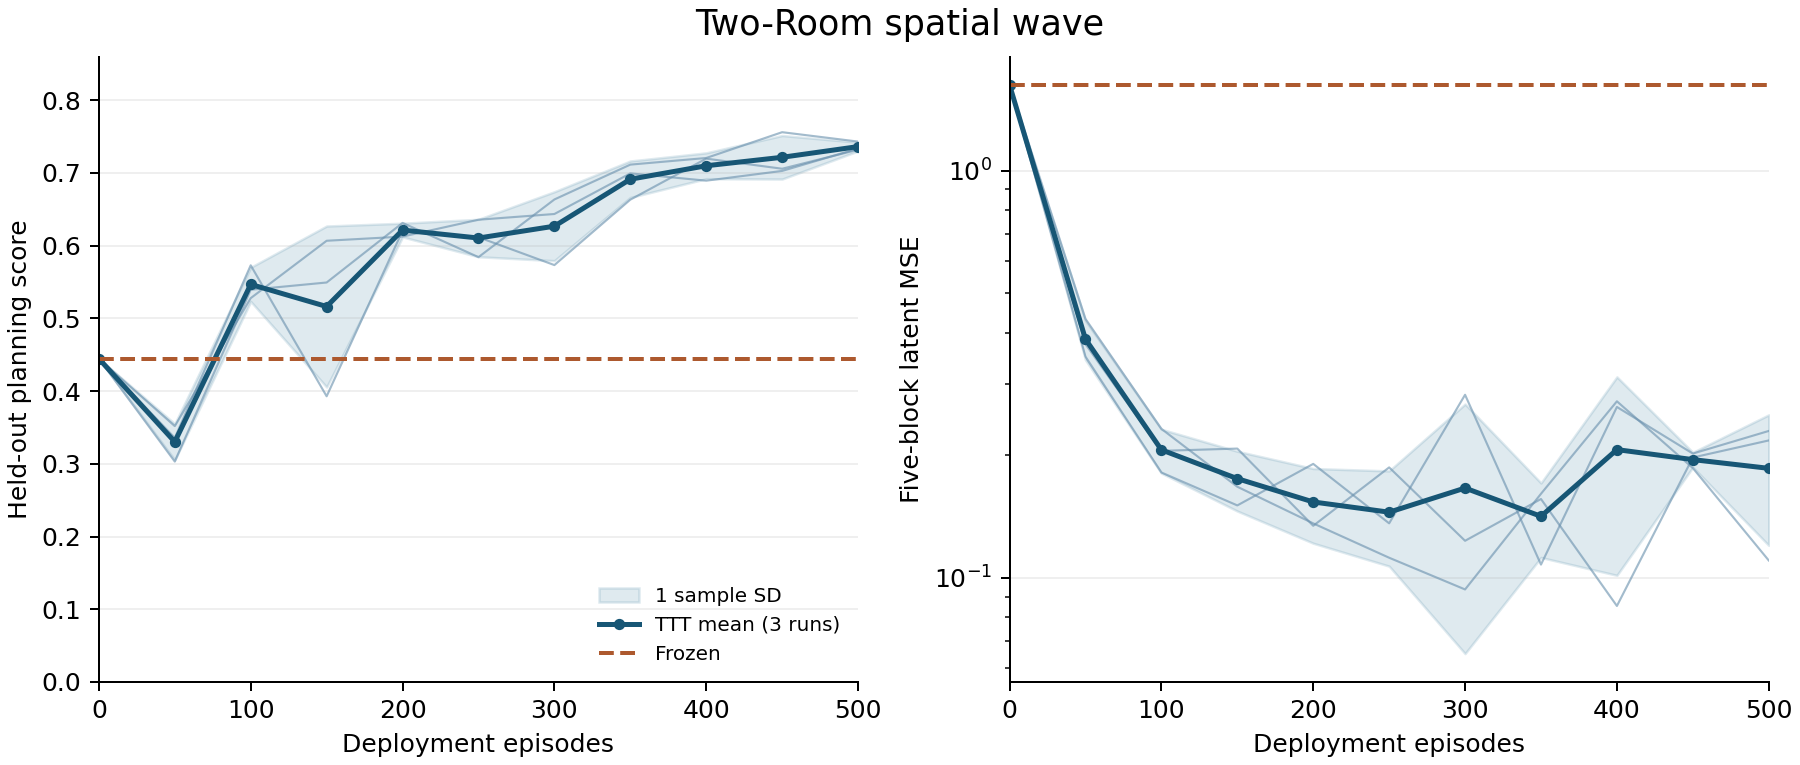 Two-Room spatial wave
Held-out planning score
0.8
0.7
0.6
0.5
0.4
0.3
0.2
0.1
0.0
0 100 200 300 400 500
Deployment episodes
1 sample SD
TTT mean (3 runs)
Frozen
Five-block latent MSE
10⁰
10⁻¹
0 100 200 300 400 500
Deployment episodes